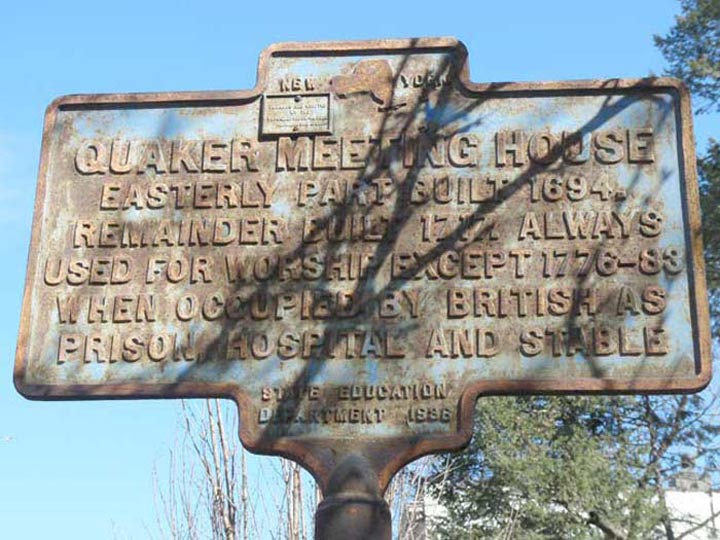 NEW YORK
QUAKER MEETING HOUSE
EASTERLY PART BUILT 1694.
REMAINDER BUILT 1717. ALWAYS
USED FOR WORSHIP EXCEPT 1776-83
WHEN OCCUPIED BY BRITISH AS
PRISON, HOSPITAL AND STABLE
STATE EDUCATION
DEPARTMENT 1936